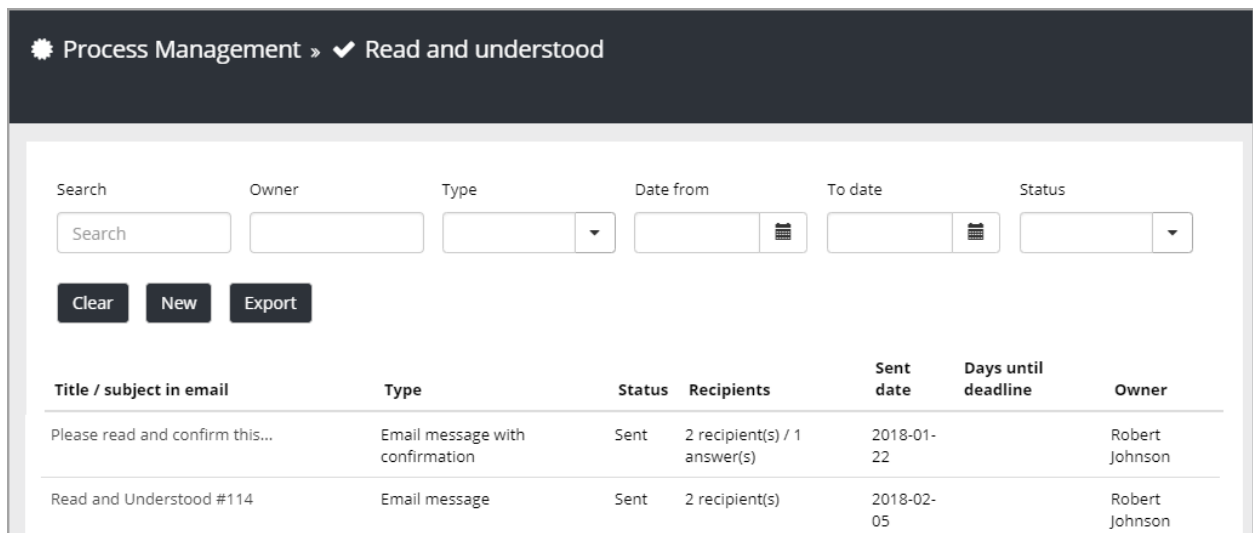 Process Management » Read and understood
Search Owner Type Date from To date Status
Search
Clear New Export
Title / subject in email Type Status Recipients Sent date Days until deadline Owner
Please read and confirm this... Email message with confirmation Sent 2 recipient(s) / 1 answer(s) 2018-01-22 Robert Johnson
Read and Understood #114 Email message Sent 2 recipient(s) 2018-02-05 Robert Johnson